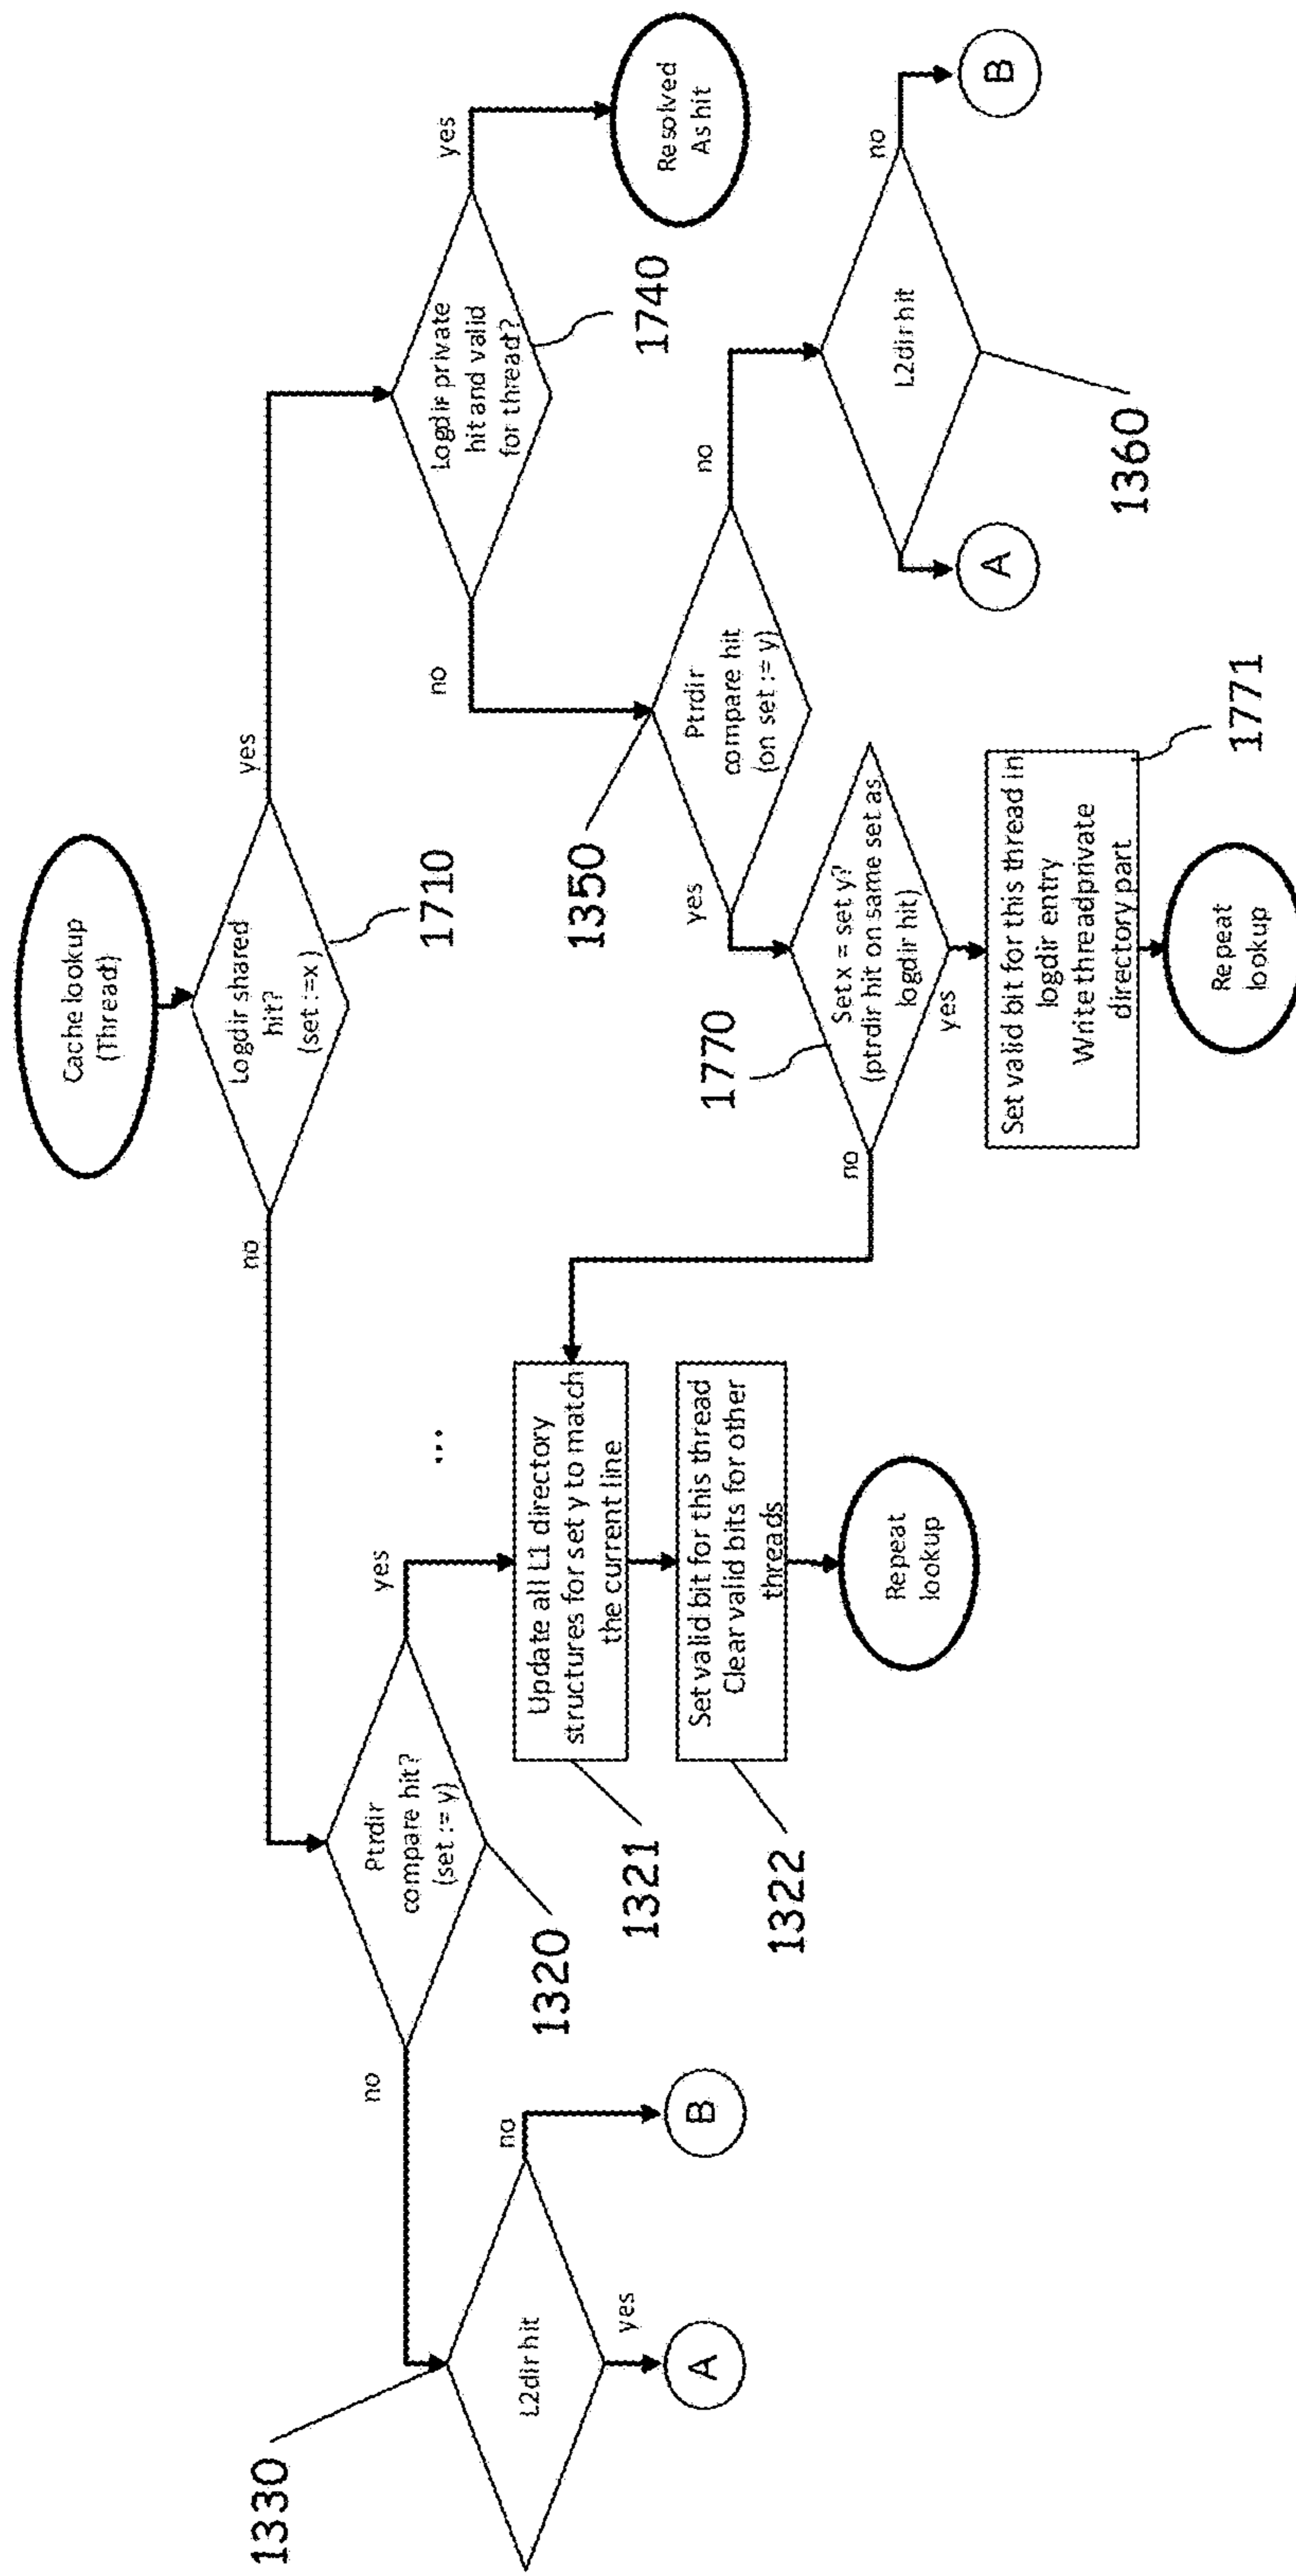 Cache lookup
(Thread)
Logdir shared
hit?
(set :=x )
1710
no
yes
Logdir private
hit and valid
for thread?
1740
yes
Resolved
As hit
no
Ptrdir
compare hit
(on set := y)
1350
no
L2dir hit
1360
A
no
B
yes
Set x = set y?
(ptrdir hit on same set as
logdir hit)
1770
no
yes
Set valid bit for this thread in
logdir entry
Write threadprivate
directory part
1771
Repeat
lookup
Ptrdir
compare hit?
(set := y)
1320
yes
...
Update all L1 directory
structures for set y to match
the current line
1321
Set valid bit for this thread
Clear valid bits for other
threads
1322
Repeat
lookup
no
1330
L2dir hit
no
B
yes
A